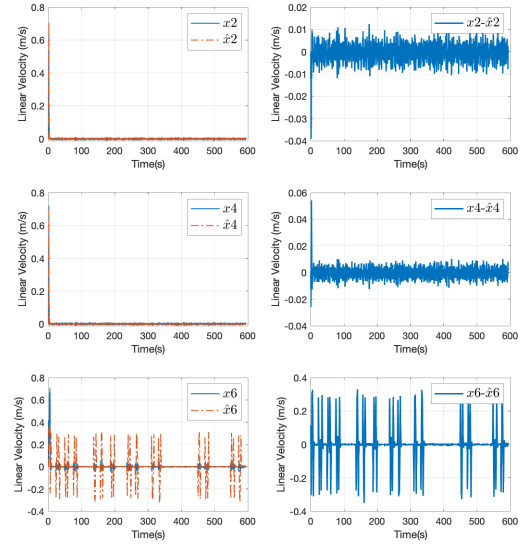 0.8
0.6
0.4
0.2
0
Linear Velocity (m/s)
x2
x̂2
0 100 200 300 400 500 600
Time(s)
0.02
0.01
0
-0.01
-0.02
-0.03
-0.04
Linear Velocity (m/s)
x2-x̂2
0 100 200 300 400 500 600
Time(s)
0.8
0.6
0.4
0.2
0
Linear Velocity (m/s)
x4
x̂4
0 100 200 300 400 500 600
Time(s)
0.06
0.04
0.02
0
-0.02
-0.04
Linear Velocity (m/s)
x4-x̂4
0 100 200 300 400 500 600
Time(s)
0.8
0.6
0.4
0.2
0
-0.2
-0.4
Linear Velocity (m/s)
x6
x̂6
0 100 200 300 400 500 600
Time(s)
0.4
0.2
0
-0.2
-0.4
Linear Velocity (m/s)
x6-x̂6
0 100 200 300 400 500 600
Time(s)